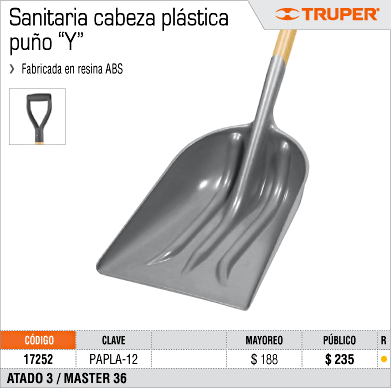 Sanitaria cabeza plástica
puño “Y”
TRUPER®
❯ Fabricada en resina ABS
CÓDIGO CLAVE MAYOREO PÚBLICO R
17252 PAPLA-12 $ 188 $ 235
ATADO 3 / MASTER 36